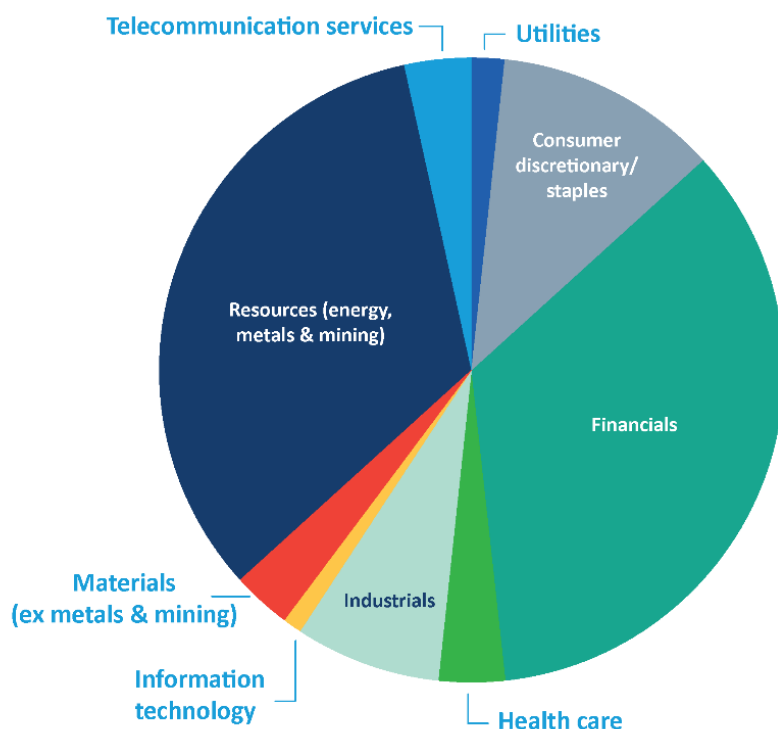 Telecommunication services
Utilities
Consumer
discretionary/
staples
Resources (energy,
metals & mining)
Financials
Industrials
Materials
(ex metals & mining)
Information
technology
Health care